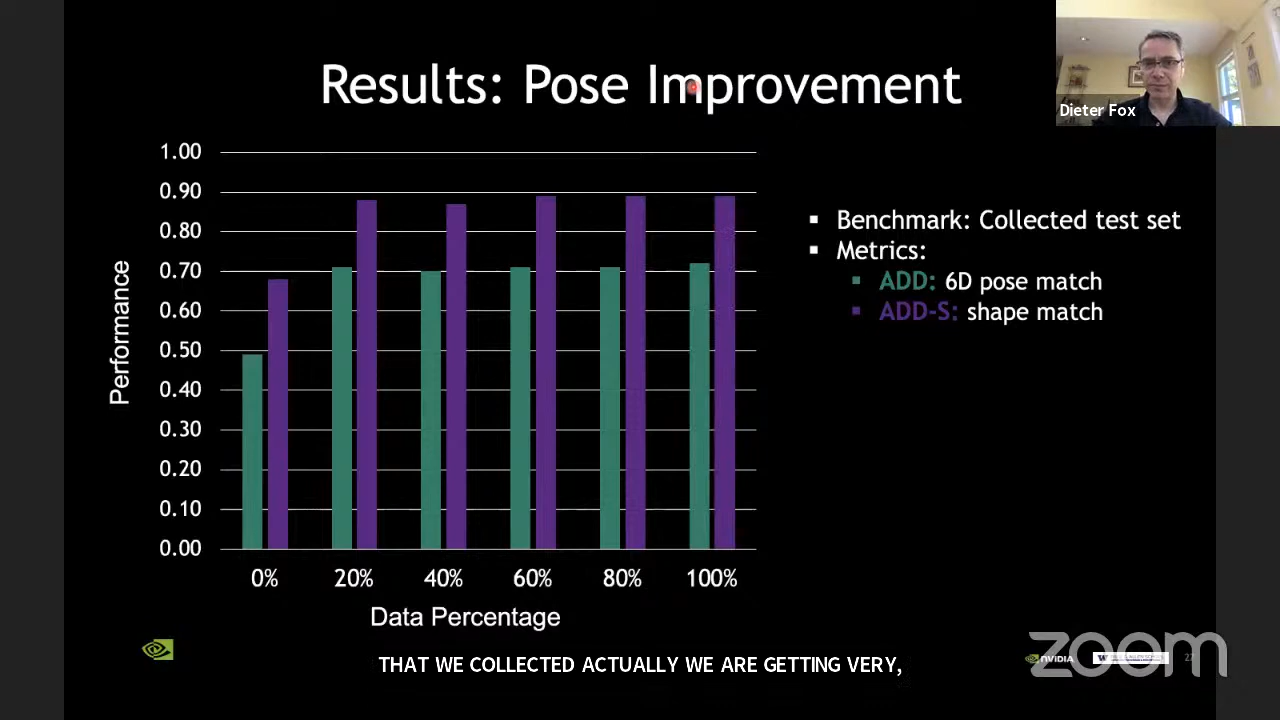 Results: Pose Improvement
Dieter Fox
1.00
0.90
0.80
0.70
0.60
0.50
0.40
0.30
0.20
0.10
0.00
Performance
0%
20%
40%
60%
80%
100%
Data Percentage
▪ Benchmark: Collected test set
▪ Metrics:
▪ ADD: 6D pose match
▪ ADD-S: shape match
THAT WE COLLECTED ACTUALLY WE ARE GETTING VERY,
NVIDIA
zoom